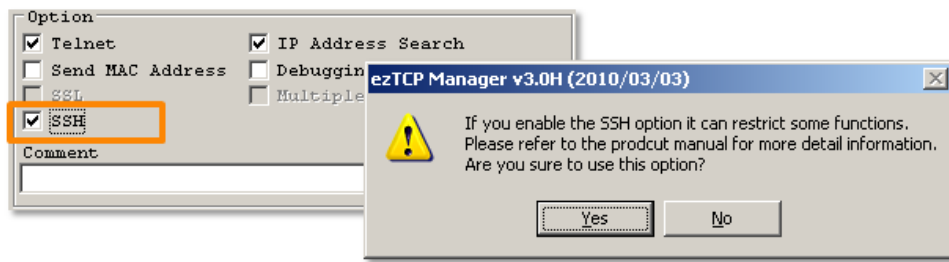 Option
Telnet
IP Address Search
Send MAC Address
Debuggin
SSL
Multiple
SSH
Comment
ezTCP Manager v3.0H (2010/03/03)
If you enable the SSH option it can restrict some functions.
Please refer to the prodcut manual for more detail information.
Are you sure to use this option?
Yes
No